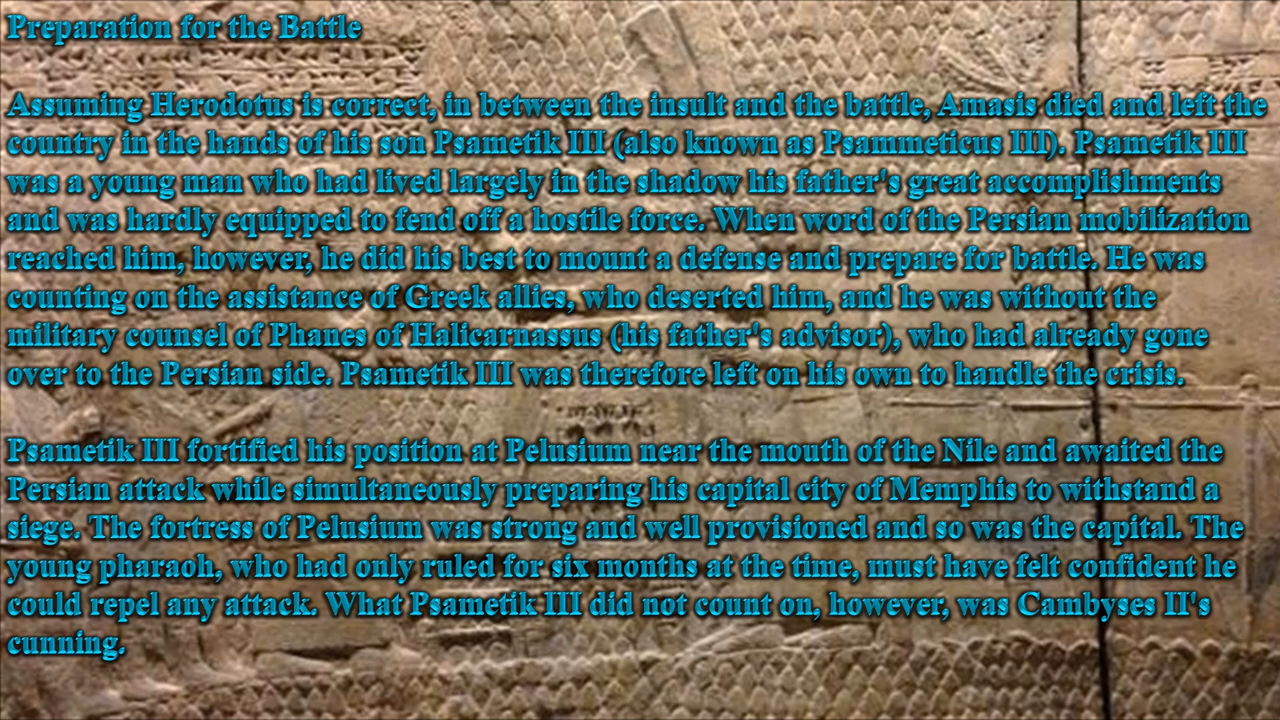 Preparation for the Battle
Assuming Herodotus is correct, in between the insult and the battle, Amasis died and left the
country in the hands of his son Psametik III (also known as Psammeticus III). Psametik III
was a young man who had lived largely in the shadow his father's great accomplishments
and was hardly equipped to fend off a hostile force. When word of the Persian mobilization
reached him, however, he did his best to mount a defense and prepare for battle. He was
counting on the assistance of Greek allies, who deserted him, and he was without the
military counsel of Phanes of Halicarnassus (his father's advisor), who had already gone
over to the Persian side. Psametik III was therefore left on his own to handle the crisis.
Psametik III fortified his position at Pelusium near the mouth of the Nile and awaited the
Persian attack while simultaneously preparing his capital city of Memphis to withstand a
siege. The fortress of Pelusium was strong and well provisioned and so was the capital. The
young pharaoh, who had only ruled for six months at the time, must have felt confident he
could repel any attack. What Psametik III did not count on, however, was Cambyses II's
cunning.